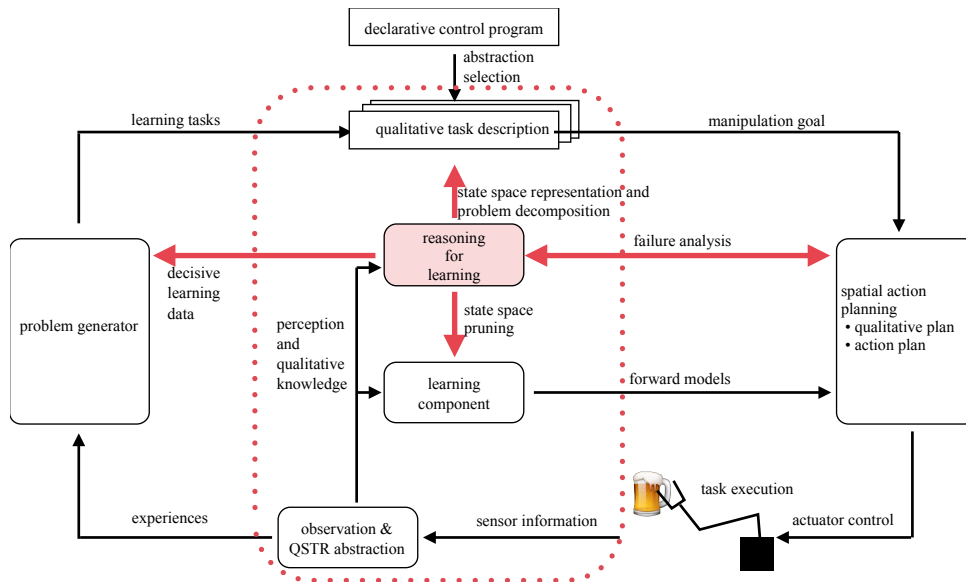 declarative control program
abstraction
selection
learning tasks
qualitative task description
manipulation goal
state space representation and
problem decomposition
reasoning
for
learning
failure analysis
decisive
learning
data
problem generator
state space
pruning
spatial action
planning
• qualitative plan
• action plan
perception
and
qualitative
knowledge
learning
component
forward models
task execution
experiences
observation &
QSTR abstraction
sensor information
actuator control